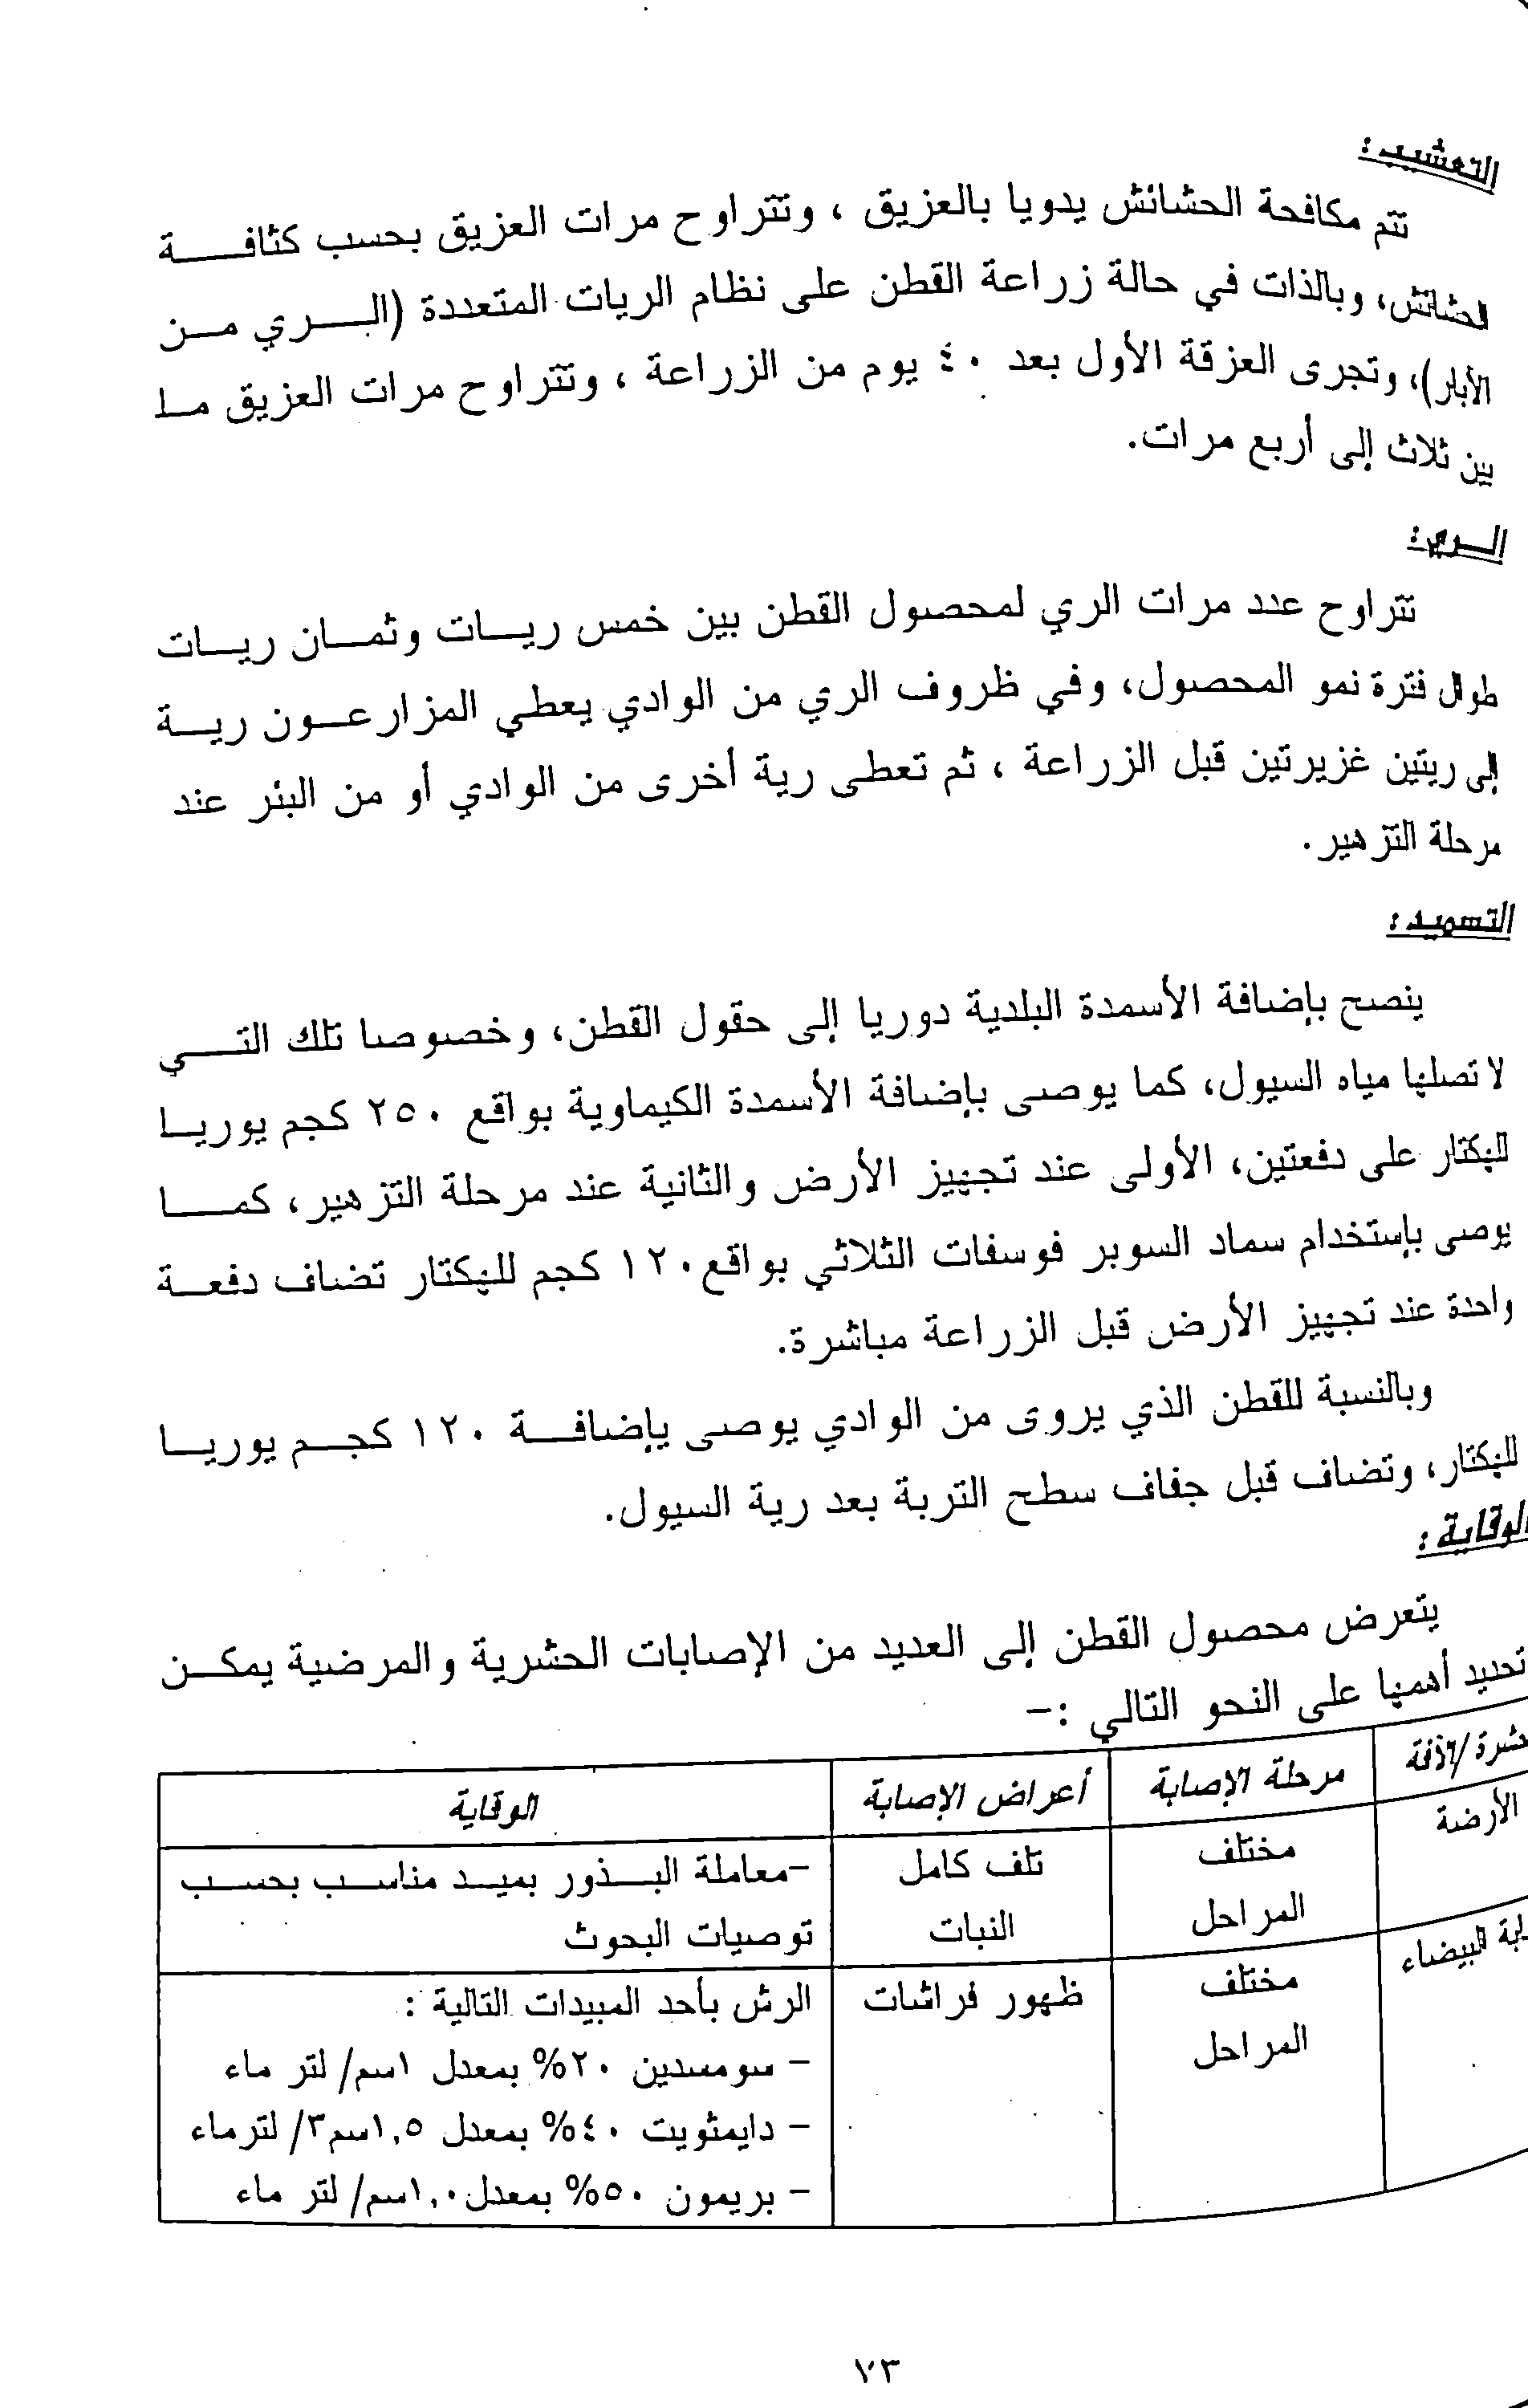 التعشيب:
تتم مكافحة الحشائش يدويا بالعزيق ، وتتراوح مرات العزيق بحسب كثافة
الحشائش، وبالذات في حالة زراعة القطن على نظام الريات المتعددة (الري من
الأبار)، وتجرى العزقة الأول بعد ٤٠ يوم من الزراعة ، وتتراوح مرات العزيق ما
بين ثلاث إلى أربع مرات.
الري:
تتراوح عدد مرات الري لمحصول القطن بين خمس ريات وثمان ريات
طوال فترة نمو المحصول، وفي ظروف الري من الوادي يعطي المزارعون رية
إلى ريتين غزيرتين قبل الزراعة ، ثم تعطى رية أخرى من الوادي أو من البئر عند
مرحلة التزهير.
التسميد:
ينصح بإضافة الأسمدة البلدية دوريا إلى حقول القطن، وخصوصا تلك التي
لا تصلها مياه السيول، كما يوصى بإضافة الأسمدة الكيماوية بواقع ٢٥٠ كجم يوريا
للهكتار على دفعتين، الأولى عند تجهيز الأرض والثانية عند مرحلة التزهير، كما
يوصى بإستخدام سماد السوبر فوسفات الثلاثي بواقع١٢٠ كجم للهكتار تضاف دفعة
واحدة عند تجهيز الأرض قبل الزراعة مباشرة.
وبالنسبة للقطن الذي يروى من الوادي يوصى يإضافة ١٢٠ كجم يوريا
للهكتار، وتضاف قبل جفاف سطح التربة بعد رية السيول.
الوقاية:
يتعرض محصول القطن إلى العديد من الإصابات الحشرية والمرضية يمكن
تحديد أهمها على النحو التالي :-
حشرة/الآفة مرحلة الإصابة أعراض الإصابة الوقاية
الأرضة مختلف تلف كامل -معاملة البذور بمبيد مناسب بحسب
المراحل النبات توصيات البحوث
البيضاء مختلف ظهور فراشات الرش بأحد المبيدات التالية :
المراحل - سومسدين ٢٠% بمعدل ١سم/ لتر ماء
- دايمثويت ٤٠% بمعدل ١,٥سم٣/ لترماء
- بريمون ٥٠% بمعدل١,٠سم/ لتر ماء
٧٣